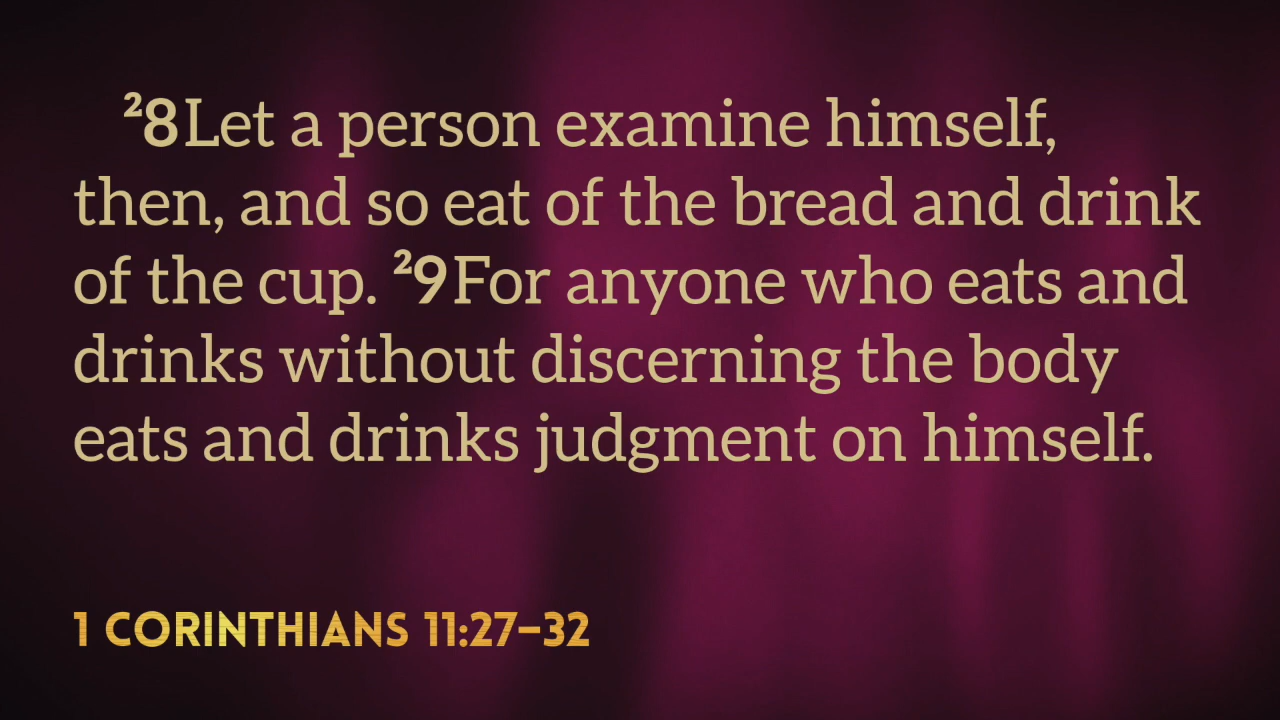 ²8Let a person examine himself,
then, and so eat of the bread and drink
of the cup. ²9For anyone who eats and
drinks without discerning the body
eats and drinks judgment on himself.
1 CORINTHIANS 11:27–32